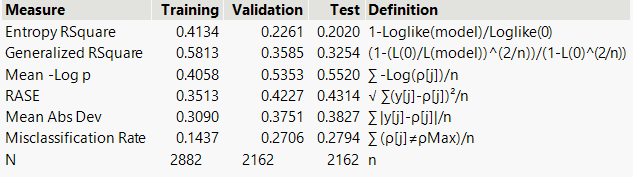 Measure Training Validation Test Definition
Entropy RSquare 0.4134 0.2261 0.2020 1-Loglike(model)/Loglike(0)
Generalized RSquare 0.5813 0.3585 0.3254 (1-(L(0)/L(model))^(2/n))/(1-L(0)^(2/n))
Mean -Log p 0.4058 0.5353 0.5520 ∑ -Log(ρ[j])/n
RASE 0.3513 0.4227 0.4314 √ ∑(y[j]-ρ[j])²/n
Mean Abs Dev 0.3090 0.3751 0.3827 ∑ |y[j]-ρ[j]|/n
Misclassification Rate 0.1437 0.2706 0.2794 ∑ (ρ[j]≠ρMax)/n
N 2882 2162 2162 n